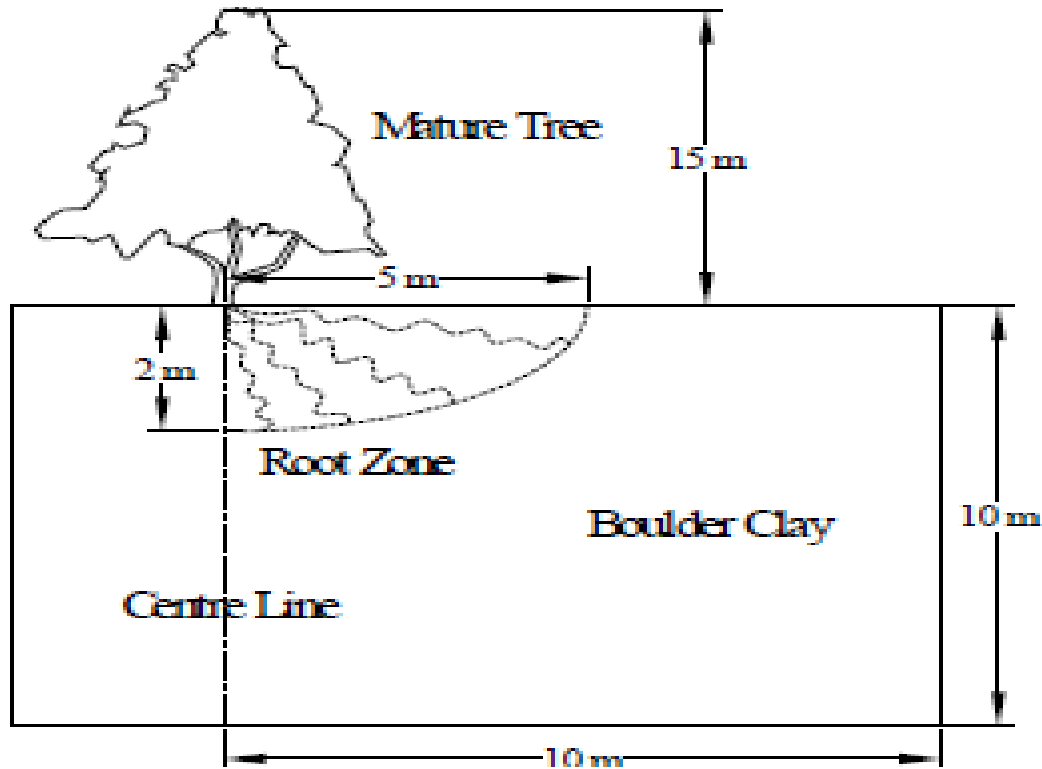 Mature Tree
15 m
5 m
2 m
Root Zone
Boulder Clay
10 m
Centre Line
10 m